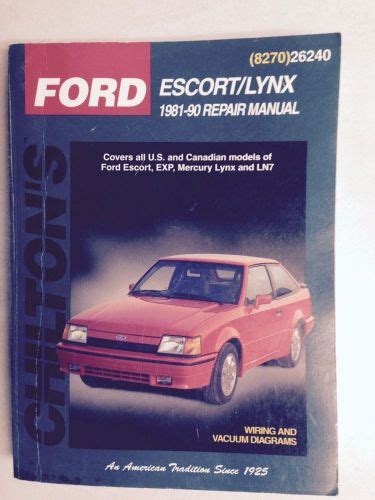 (8270)26240
FORD
ESCORT/LYNX
1981-90 REPAIR MANUAL
Covers all U.S. and Canadian models of
Ford Escort, EXP, Mercury Lynx and LN7
CHILTON'S
Ford
WIRING AND
VACUUM DIAGRAMS
An American Tradition Since 1925